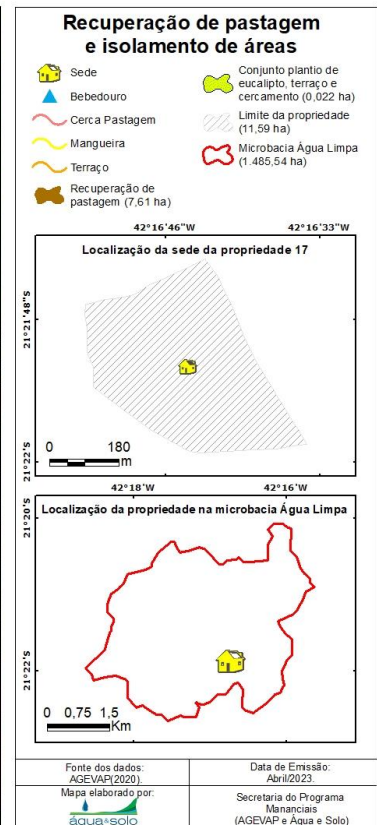 Recuperação de pastagem
e isolamento de áreas
Sede
Bebedouro
Cerca Pastagem
Mangueira
Terraço
Recuperação de
pastagem (7,61 ha)
Conjunto plantio de
eucalipto, terraço e
cercamento (0,022 ha)
Limite da propriedade
(11,59 ha)
Microbacia Água Limpa
(1.485,54 ha)
42°16'46"W 42°16'33"W
Localização da sede da propriedade 17
21°21'48"S
21°22'S
0 180
m
42°18'W 42°16'W
Localização da propriedade na microbacia Água Limpa
21°20'S
21°22'S
0 0,75 1,5
Km
Fonte dos dados:
AGEVAP(2020).
Data de Emissão:
Abril/2023.
Mapa elaborado por:
água&solo
Secretaria do Programa
Mananciais
(AGEVAP e Água e Solo)